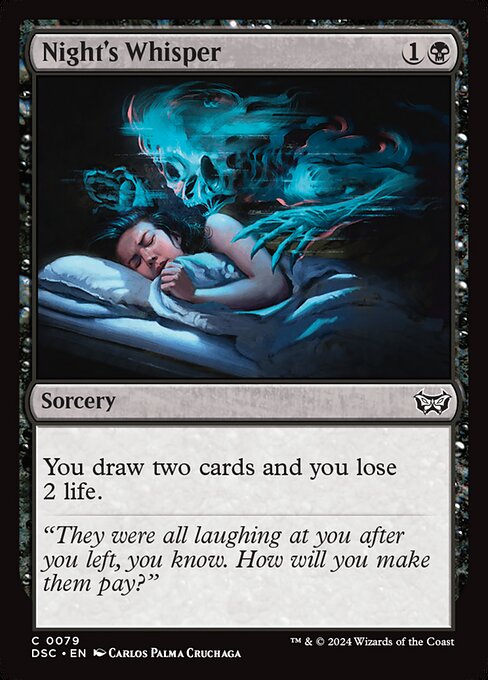 Night's Whisper 1
Sorcery
You draw two cards and you lose
2 life.
“They were all laughing at you after
you left, you know. How will you make
them pay?”
C 0079
DSC • EN CARLOS PALMA CRUCHAGA
™ & © 2024 Wizards of the Coast